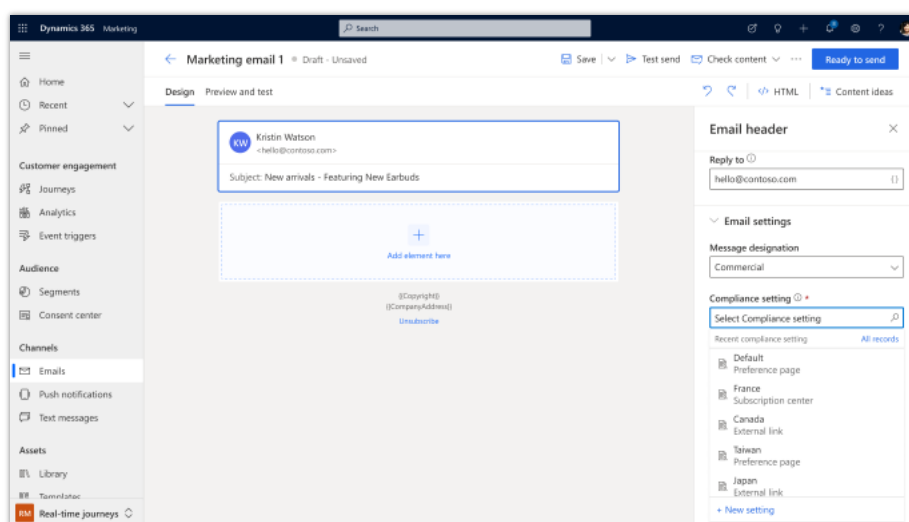 Dynamics 365 Marketing
Search
Home
Recent
Pinned
Customer engagement
Journeys
Analytics
Event triggers
Audience
Segments
Consent center
Channels
Emails
Push notifications
Text messages
Assets
Library
Templates
RM Real-time journeys
Marketing email 1 Draft - Unsaved
Save Test send Check content Ready to send
Design Preview and test
HTML Content ideas
KW
Kristin Watson
<hello@contoso.com>
Subject: New arrivals - Featuring New Earbuds
Add element here
{{Copyright}}
{{CompanyAddress}}
Unsubscribe
Email header
Reply to
hello@contoso.com {}
Email settings
Message designation
Commercial
Compliance setting *
Select Compliance setting
Recent compliance setting All records
Default
Preference page
France
Subscription center
Canada
External link
Taiwan
Preference page
Japan
External link
+ New setting